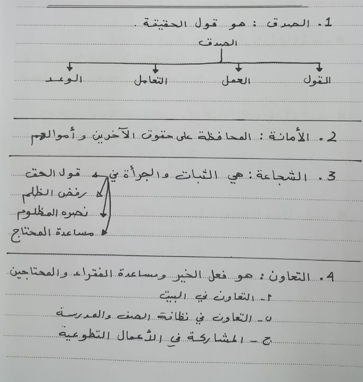 1. الصدق : هو قول الحقيقة .
الصدق
القول العمل التعامل الوعد
2. الأمانة : المحافظة على حقوق الآخرين وأموالهم
3. الشجاعة : هي الثبات والجرأة في قول الحق
رفض الظلم
نصره المظلوم
مساعدة المحتاج
4. التعاون : هو فعل الخير ومساعدة الفقراء والمحتاجين
أ- التعاون في البيت
ب- التعاون في نظافة الصف والمدرسة
ج- المشاركة في الأعمال التطوعية